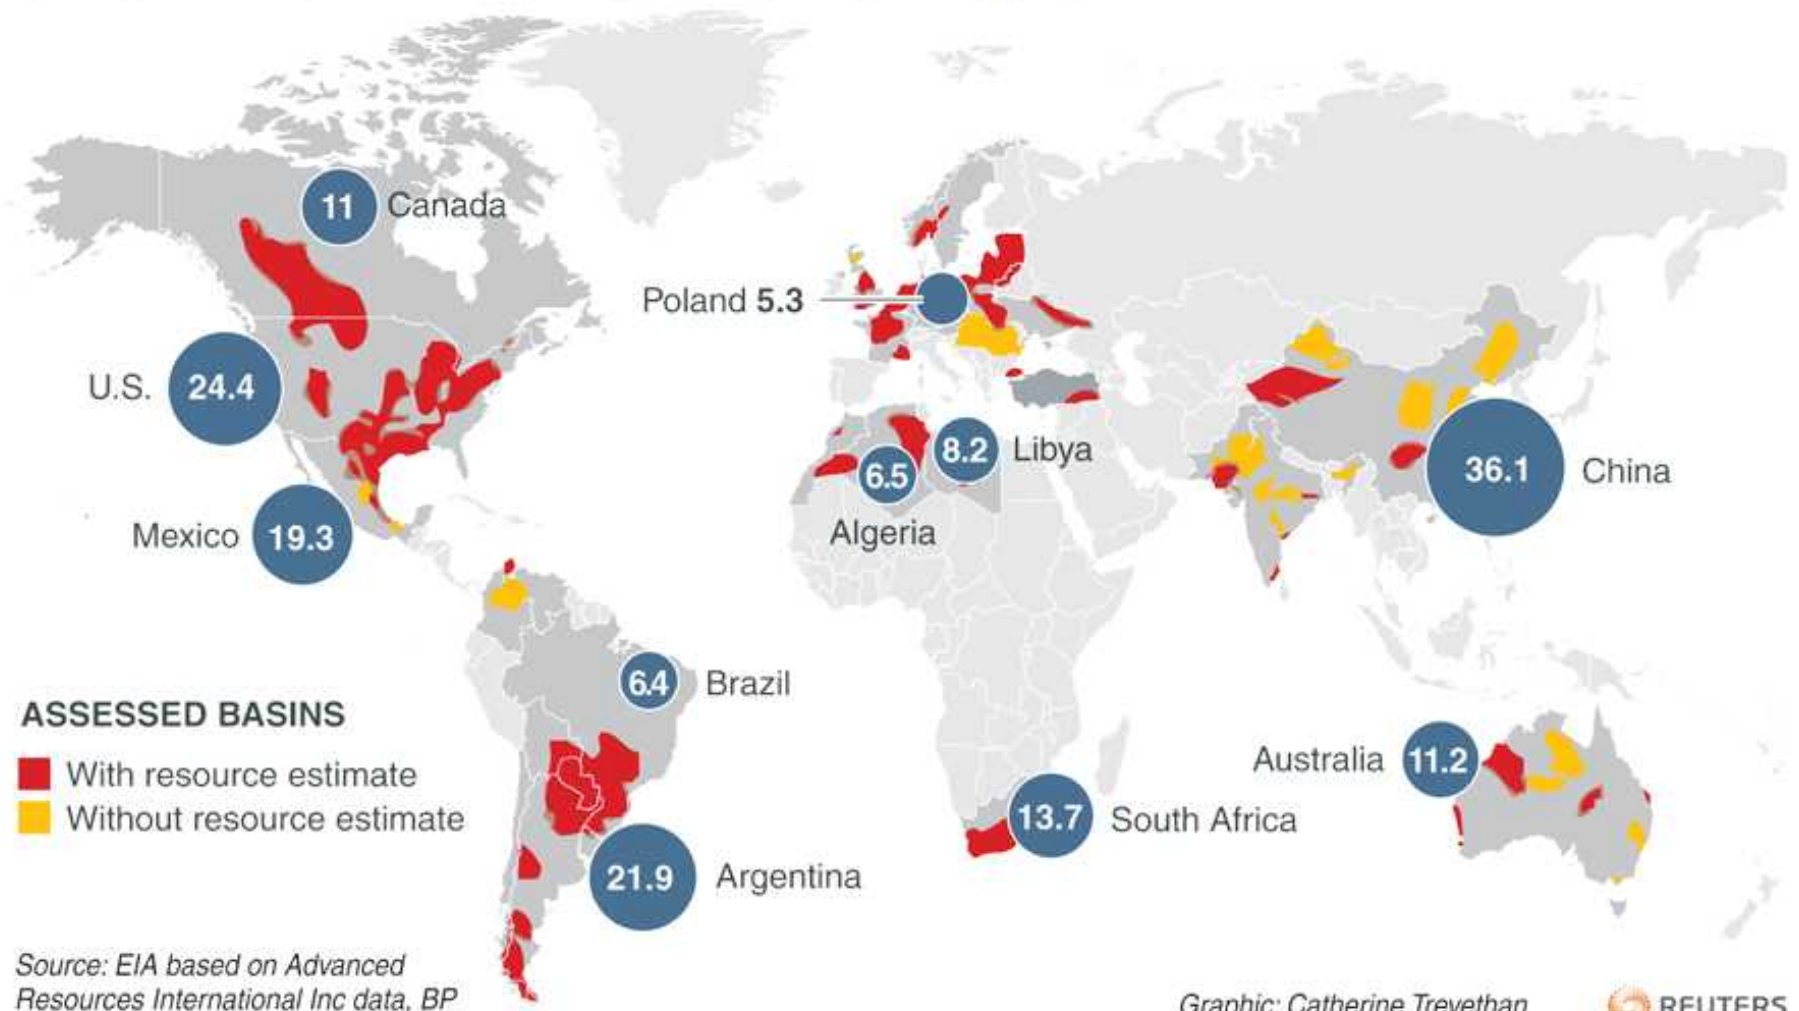 11 Canada
Poland 5.3
U.S. 24.4
8.2 Libya
6.5
Algeria
36.1 China
Mexico 19.3
6.4 Brazil
ASSESSED BASINS
With resource estimate
Without resource estimate
Australia 11.2
13.7 South Africa
21.9 Argentina
Source: EIA based on Advanced
Resources International Inc data, BP
Graphic: Catherine Trevethan
REUTERS